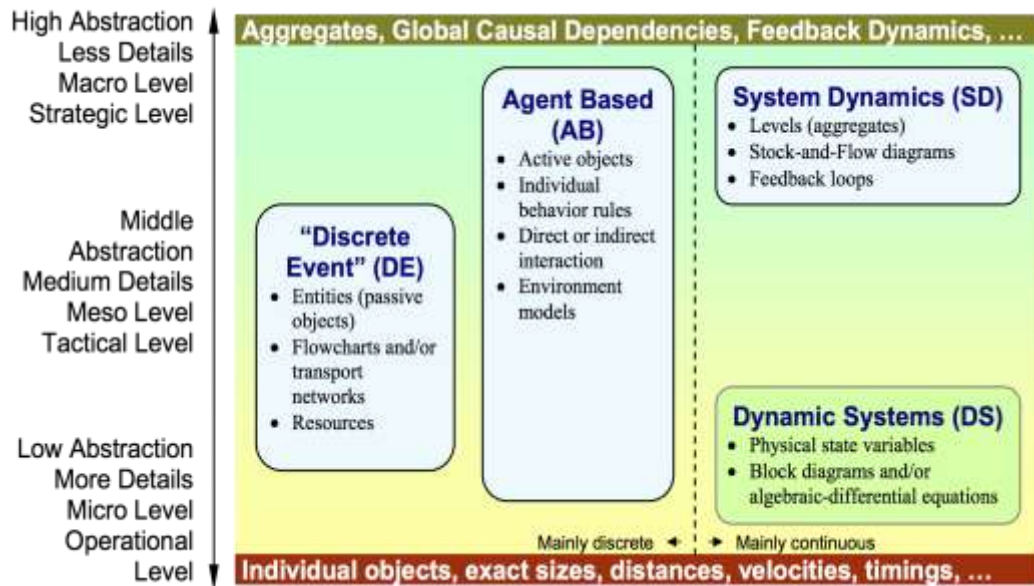 High Abstraction
Less Details
Macro Level
Strategic Level
Middle
Abstraction
Medium Details
Meso Level
Tactical Level
Low Abstraction
More Details
Micro Level
Operational
Level
Aggregates, Global Causal Dependencies, Feedback Dynamics, …
"Discrete
Event" (DE)
• Entities (passive
objects)
• Flowcharts and/or
transport
networks
• Resources
Agent Based
(AB)
• Active objects
• Individual
behavior rules
• Direct or indirect
interaction
• Environment
models
System Dynamics (SD)
• Levels (aggregates)
• Stock-and-Flow diagrams
• Feedback loops
Dynamic Systems (DS)
• Physical state variables
• Block diagrams and/or
algebraic-differential equations
Mainly discrete
Mainly continuous
Individual objects, exact sizes, distances, velocities, timings, …